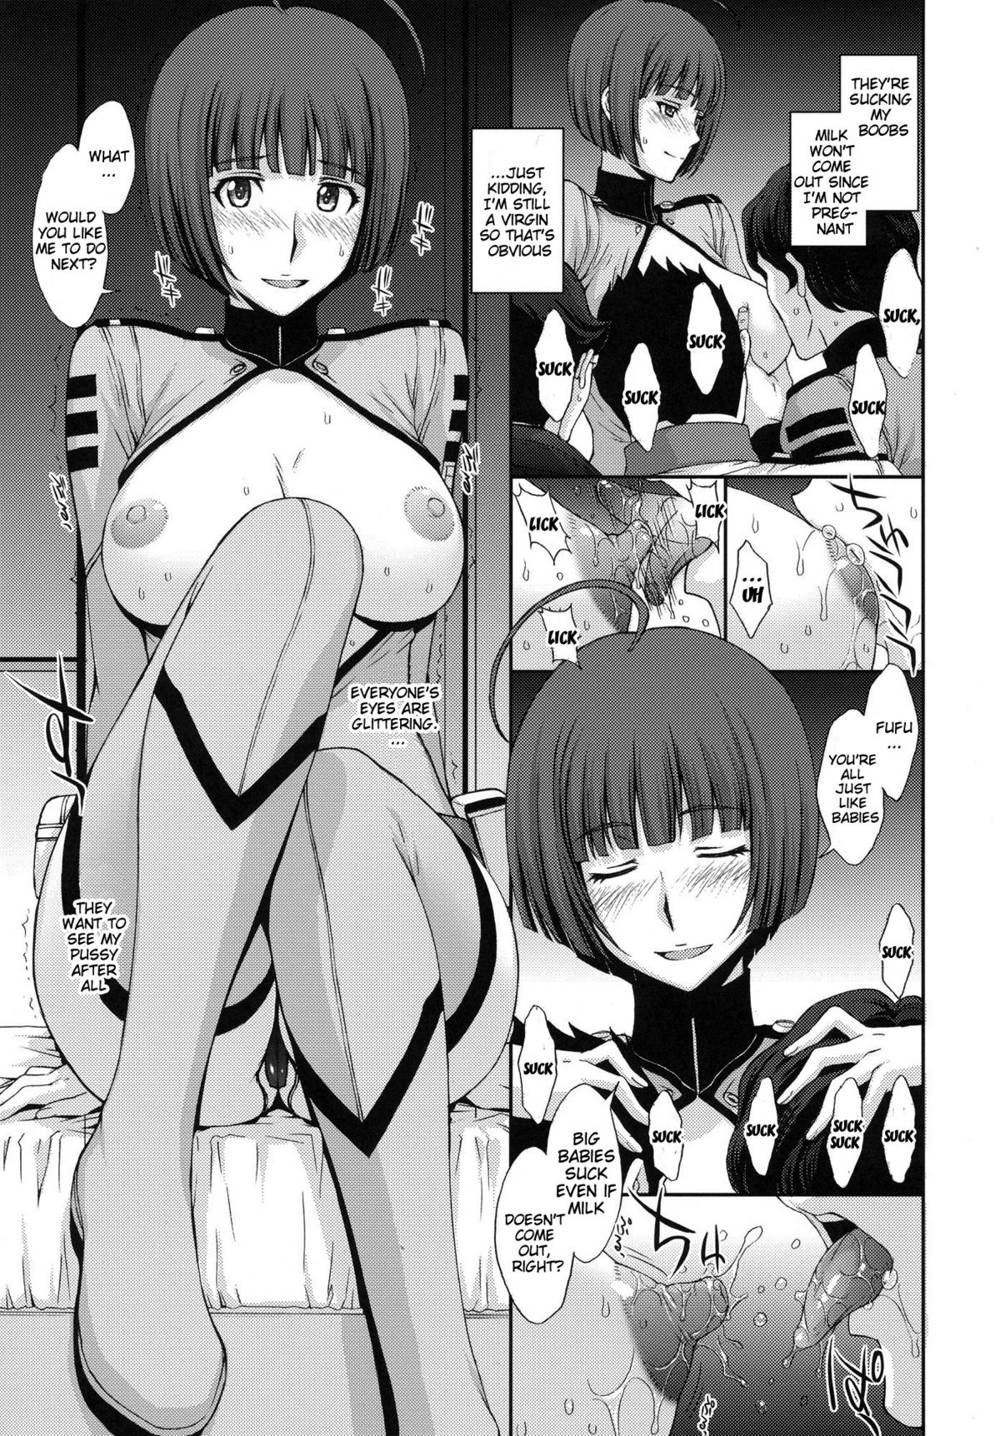 THEY'RE
SUCKING
MY
BOOBS
MILK
WON'T
COME
OUT SINCE
I'M NOT
PREG-
NANT
...JUST
KIDDING,
I'M STILL
A VIRGIN
SO THAT'S
OBVIOUS
SUCK,
SUCK
SUCK
SUCK
SUCK
...
UH
LICK
LICK
LICK
FUFU
...
YOU'RE
ALL
JUST
LIKE
BABIES
SUCK
SUCK
SUCK
SUCK
SUCK
SUCK
SUCK
BIG
BABIES
SUCK
EVEN IF
MILK
DOESN'T
COME
OUT,
RIGHT?
WHAT
...
WOULD
YOU LIKE
ME TO DO
NEXT?
EVERYONE'S
EYES ARE
GLITTERING.
...
THEY
WANT TO
SEE MY
PUSSY
AFTER
ALL